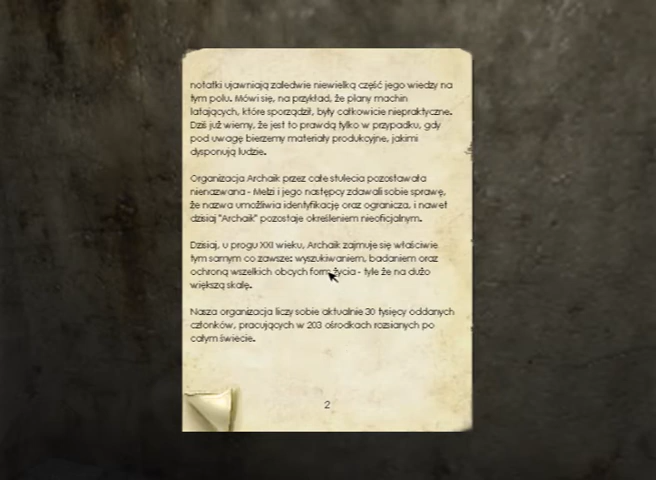 notatki ujawniają zaledwie niewielką część jego wiedzy na
tym polu. Mówi się, na przykład, że plany machin
latających, które sporządził, były całkowicie niepraktyczne.
Dziś już wiemy, że jest to prawdą tylko w przypadku, gdy
pod uwagę bierzemy materiały produkcyjne, jakimi
dysponują ludzie.
Organizacja Archaik przez całe stulecia pozostawała
nienazwana - Melzi i jego następcy zdawali sobie sprawę,
że nazwa umożliwia identyfikację oraz ogranicza, i nawet
dzisiaj "Archaik" pozostaje określeniem nieoficjalnym.
Dzisiaj, u progu XXI wieku, Archaik zajmuje się właściwie
tym samym co zawsze: wyszukiwaniem, badaniem oraz
ochroną wszelkich obcych form życia - tyle że na dużo
większą skalę.
Nasza organizacja liczy sobie aktualnie 30 tysięcy oddanych
członków, pracujących w 203 ośrodkach rozsianych po
całym świecie.
2